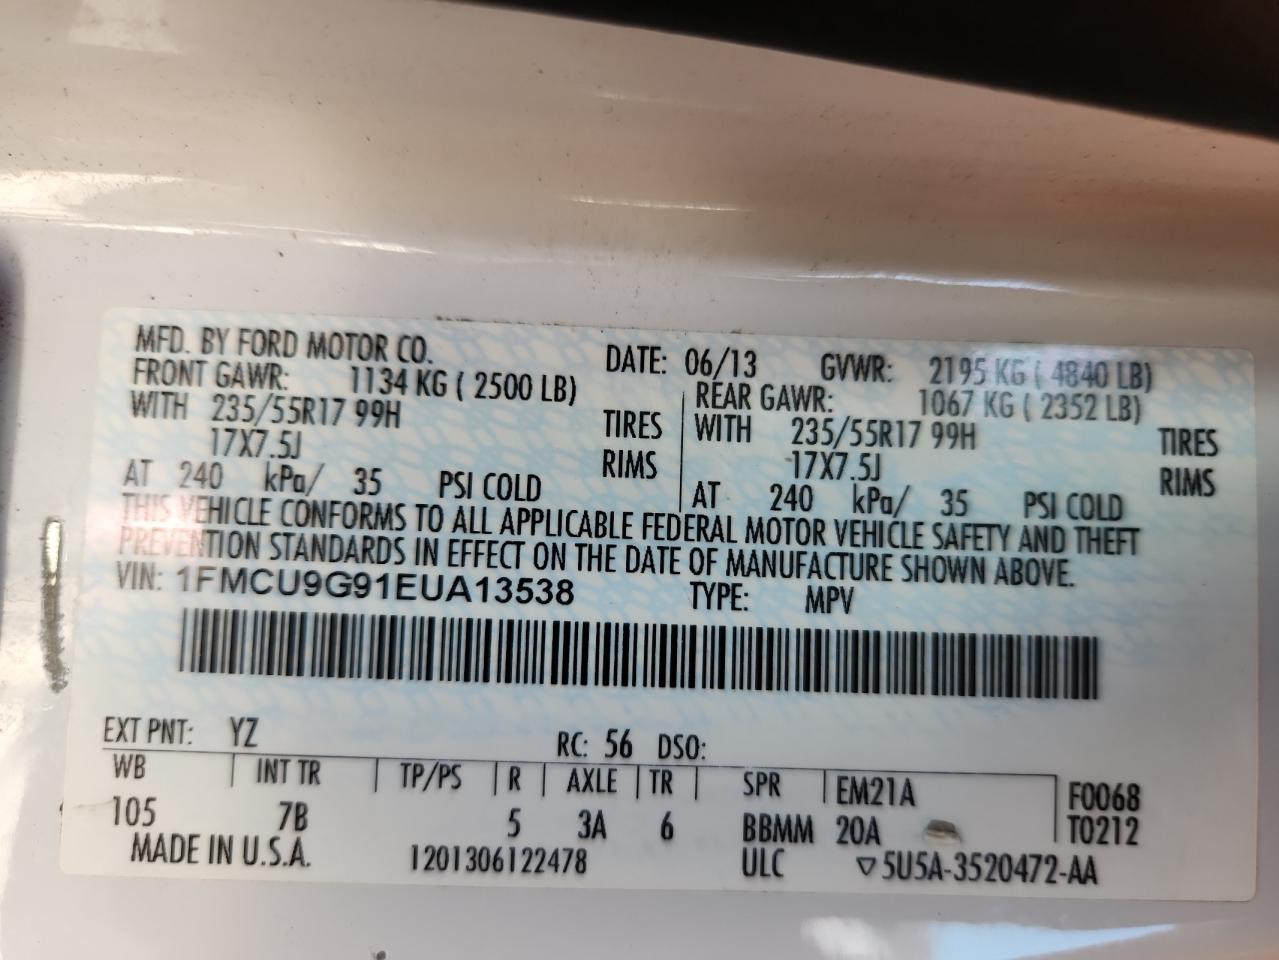 MFD. BY FORD MOTOR CO. DATE: 06/13 GVWR: 2195 KG ( 4840 LB)
FRONT GAWR: 1134 KG ( 2500 LB) REAR GAWR: 1067 KG ( 2352 LB)
WITH 235/55R17 99H TIRES WITH 235/55R17 99H TIRES
17X7.5J RIMS 17X7.5J RIMS
AT 240 kPa/ 35 PSI COLD AT 240 kPa/ 35 PSI COLD
THIS VEHICLE CONFORMS TO ALL APPLICABLE FEDERAL MOTOR VEHICLE SAFETY AND THEFT
PREVENTION STANDARDS IN EFFECT ON THE DATE OF MANUFACTURE SHOWN ABOVE.
VIN: 1FMCU9G91EUA13538 TYPE: MPV
EXT PNT: YZ RC: 56 DSO:
WB INT TR TP/PS R AXLE TR SPR EM21A F0068
105 7B 5 3A 6 BBMM 20A T0212
MADE IN U.S.A. 1201306122478 ULC ▽5U5A-3520472-AA